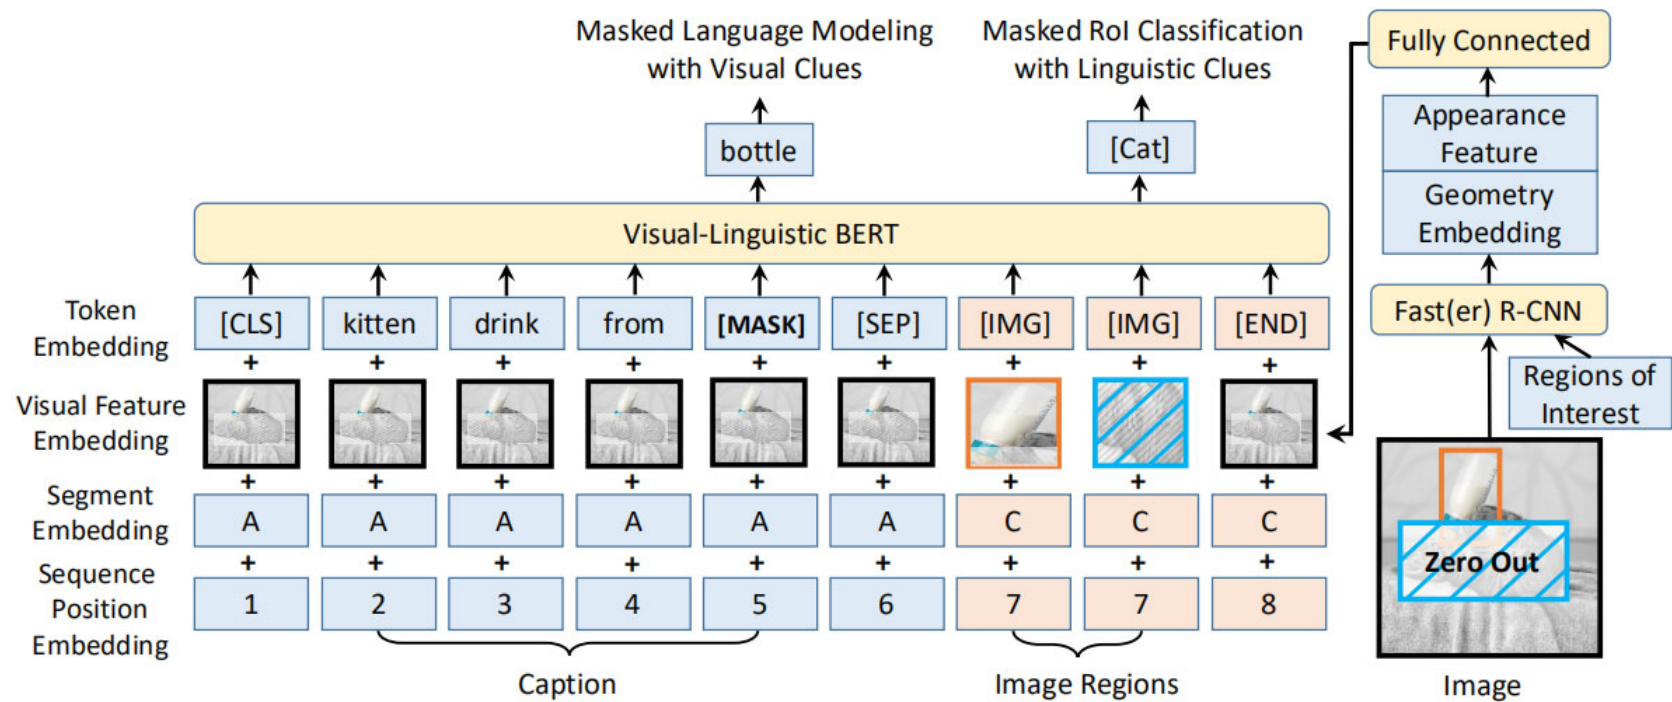 Masked Language Modeling
with Visual Clues
Masked RoI Classification
with Linguistic Clues
Fully Connected
Appearance
Feature
Geometry
Embedding
Fast(er) R-CNN
Regions of
Interest
bottle
[Cat]
Visual-Linguistic BERT
Token
Embedding
[CLS] kitten drink from [MASK] [SEP] [IMG] [IMG] [END]
+ + + + + + + + +
Visual Feature
Embedding
+ + + + + + + + +
Segment
Embedding
A A A A A A C C C
+ + + + + + + + +
Sequence
Position
Embedding
1 2 3 4 5 6 7 7 8
Caption
Image Regions
Zero Out
Image